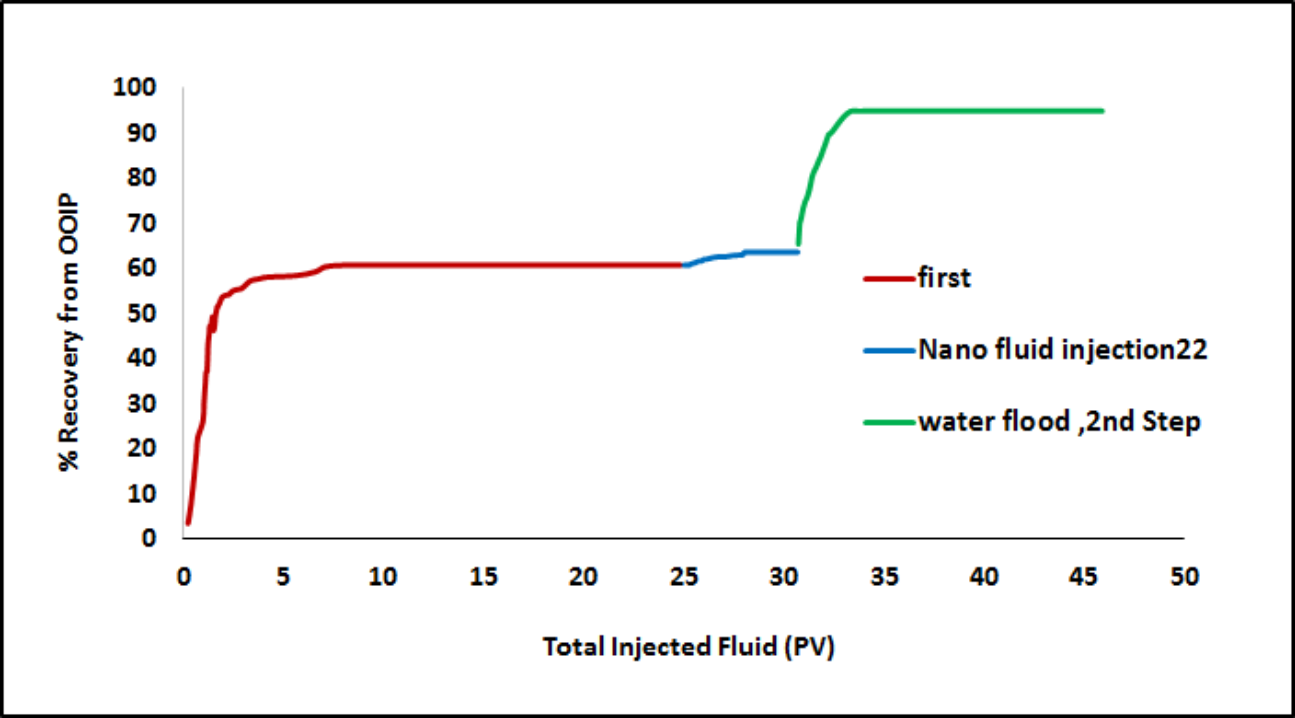 100
90
80
70
60
50
40
30
20
10
0
% Recovery from OOIP
first
Nano fluid injection22
water flood ,2nd Step
0 5 10 15 20 25 30 35 40 45 50
Total Injected Fluid (PV)